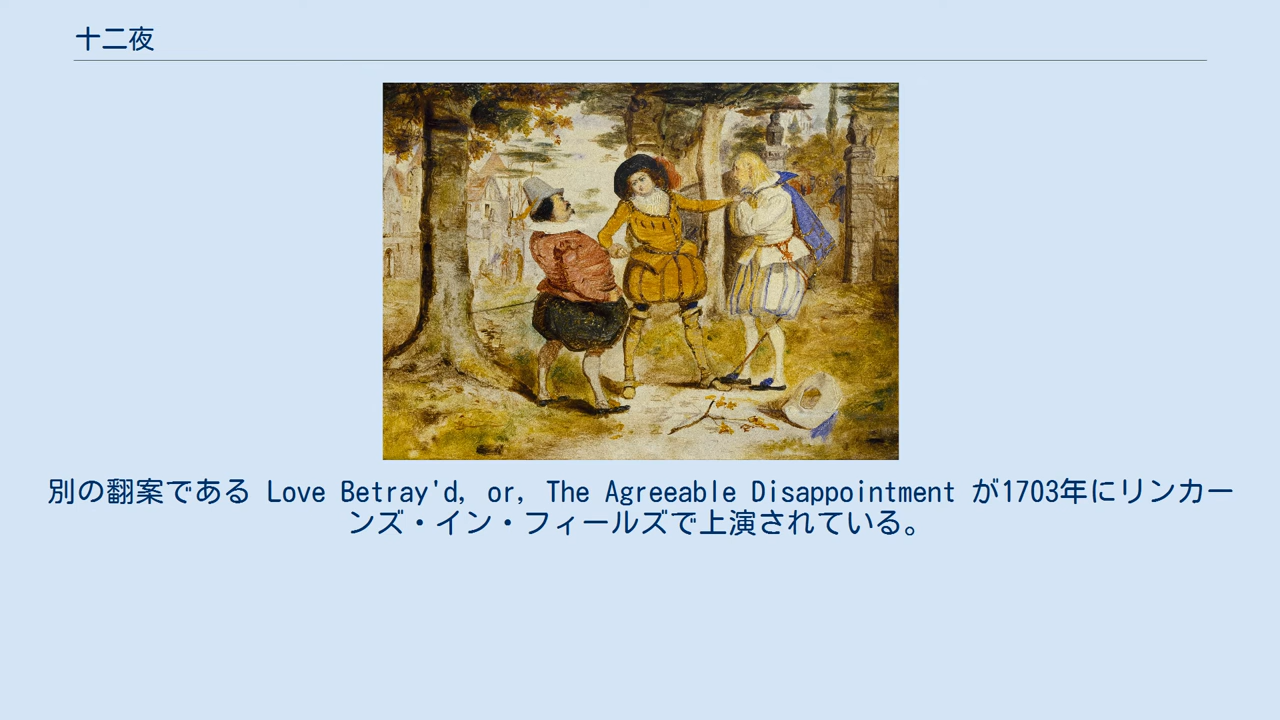 十二夜
別の翻案である Love Betray'd, or, The Agreeable Disappointment が1703年にリンカー
ンズ・イン・フィールズで上演されている。